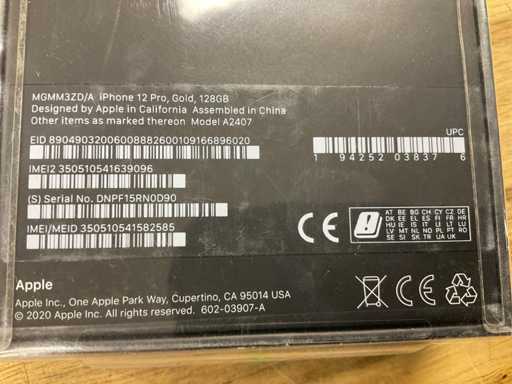 MGMM3ZD/A iPhone 12 Pro, Gold, 128GB
Designed by Apple in California Assembled in China
Other items as marked thereon Model A2407
EID 89049032006008882600109166896020
UPC
1 94252 03837 6
IMEI2 350510541639096
(S) Serial No. DNPF15RN0D90
IMEI/MEID 350510541582585
CE
AT BE BG CH CY CZ DE
DK EE EL ES FI FR HR
HU IE IS IT LI LT LU
LV MT NL NO PL PT RO
SE SI SK TR UA UK
Apple
Apple Inc., One Apple Park Way, Cupertino, CA 95014 USA
© 2020 Apple Inc. All rights reserved. 602-03907-A
CE